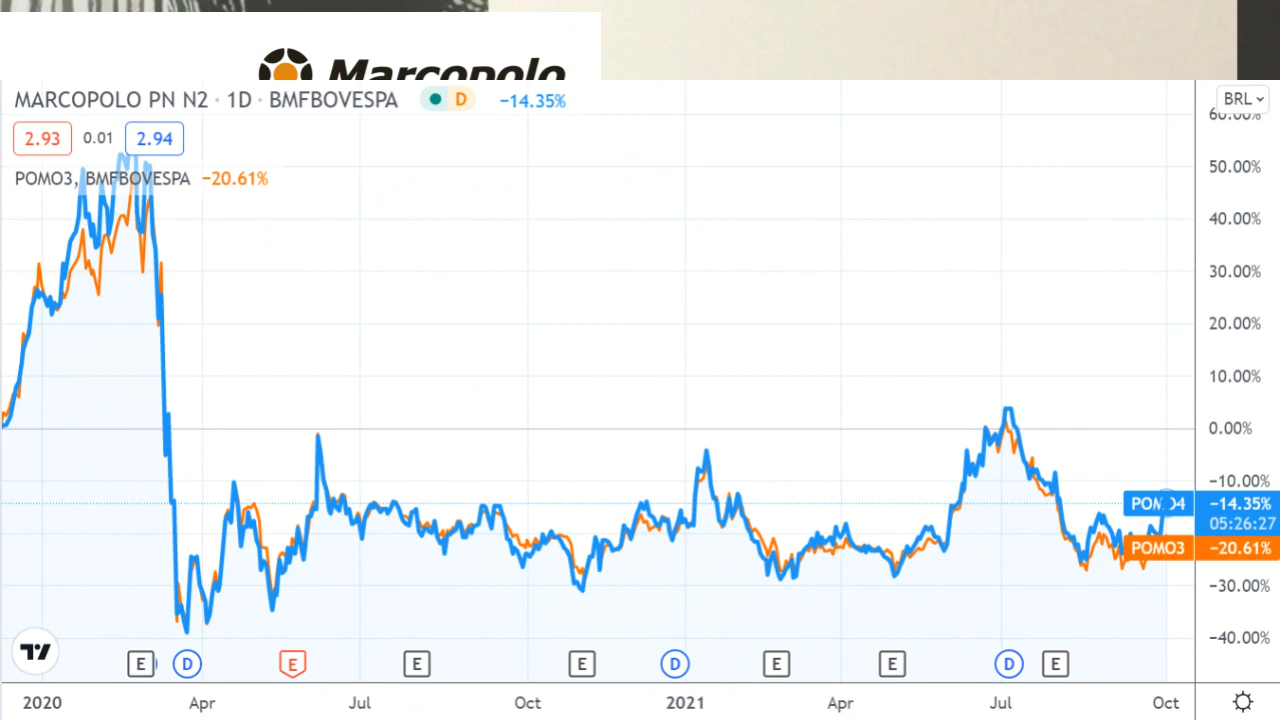 Marcopolo
MARCOPOLO PN N2 · 1D · BMFBOVESPA D −14.35%
BRL
2.93 0.01 2.94
POMO3, BMFBOVESPA −20.61%
60.00%
50.00%
40.00%
30.00%
20.00%
10.00%
0.00%
−10.00%
POMO4 −14.35%
05:26:27
POMO3 −20.61%
−30.00%
−40.00%
E D E E E D E E D E
2020 Apr Jul Oct 2021 Apr Jul Oct